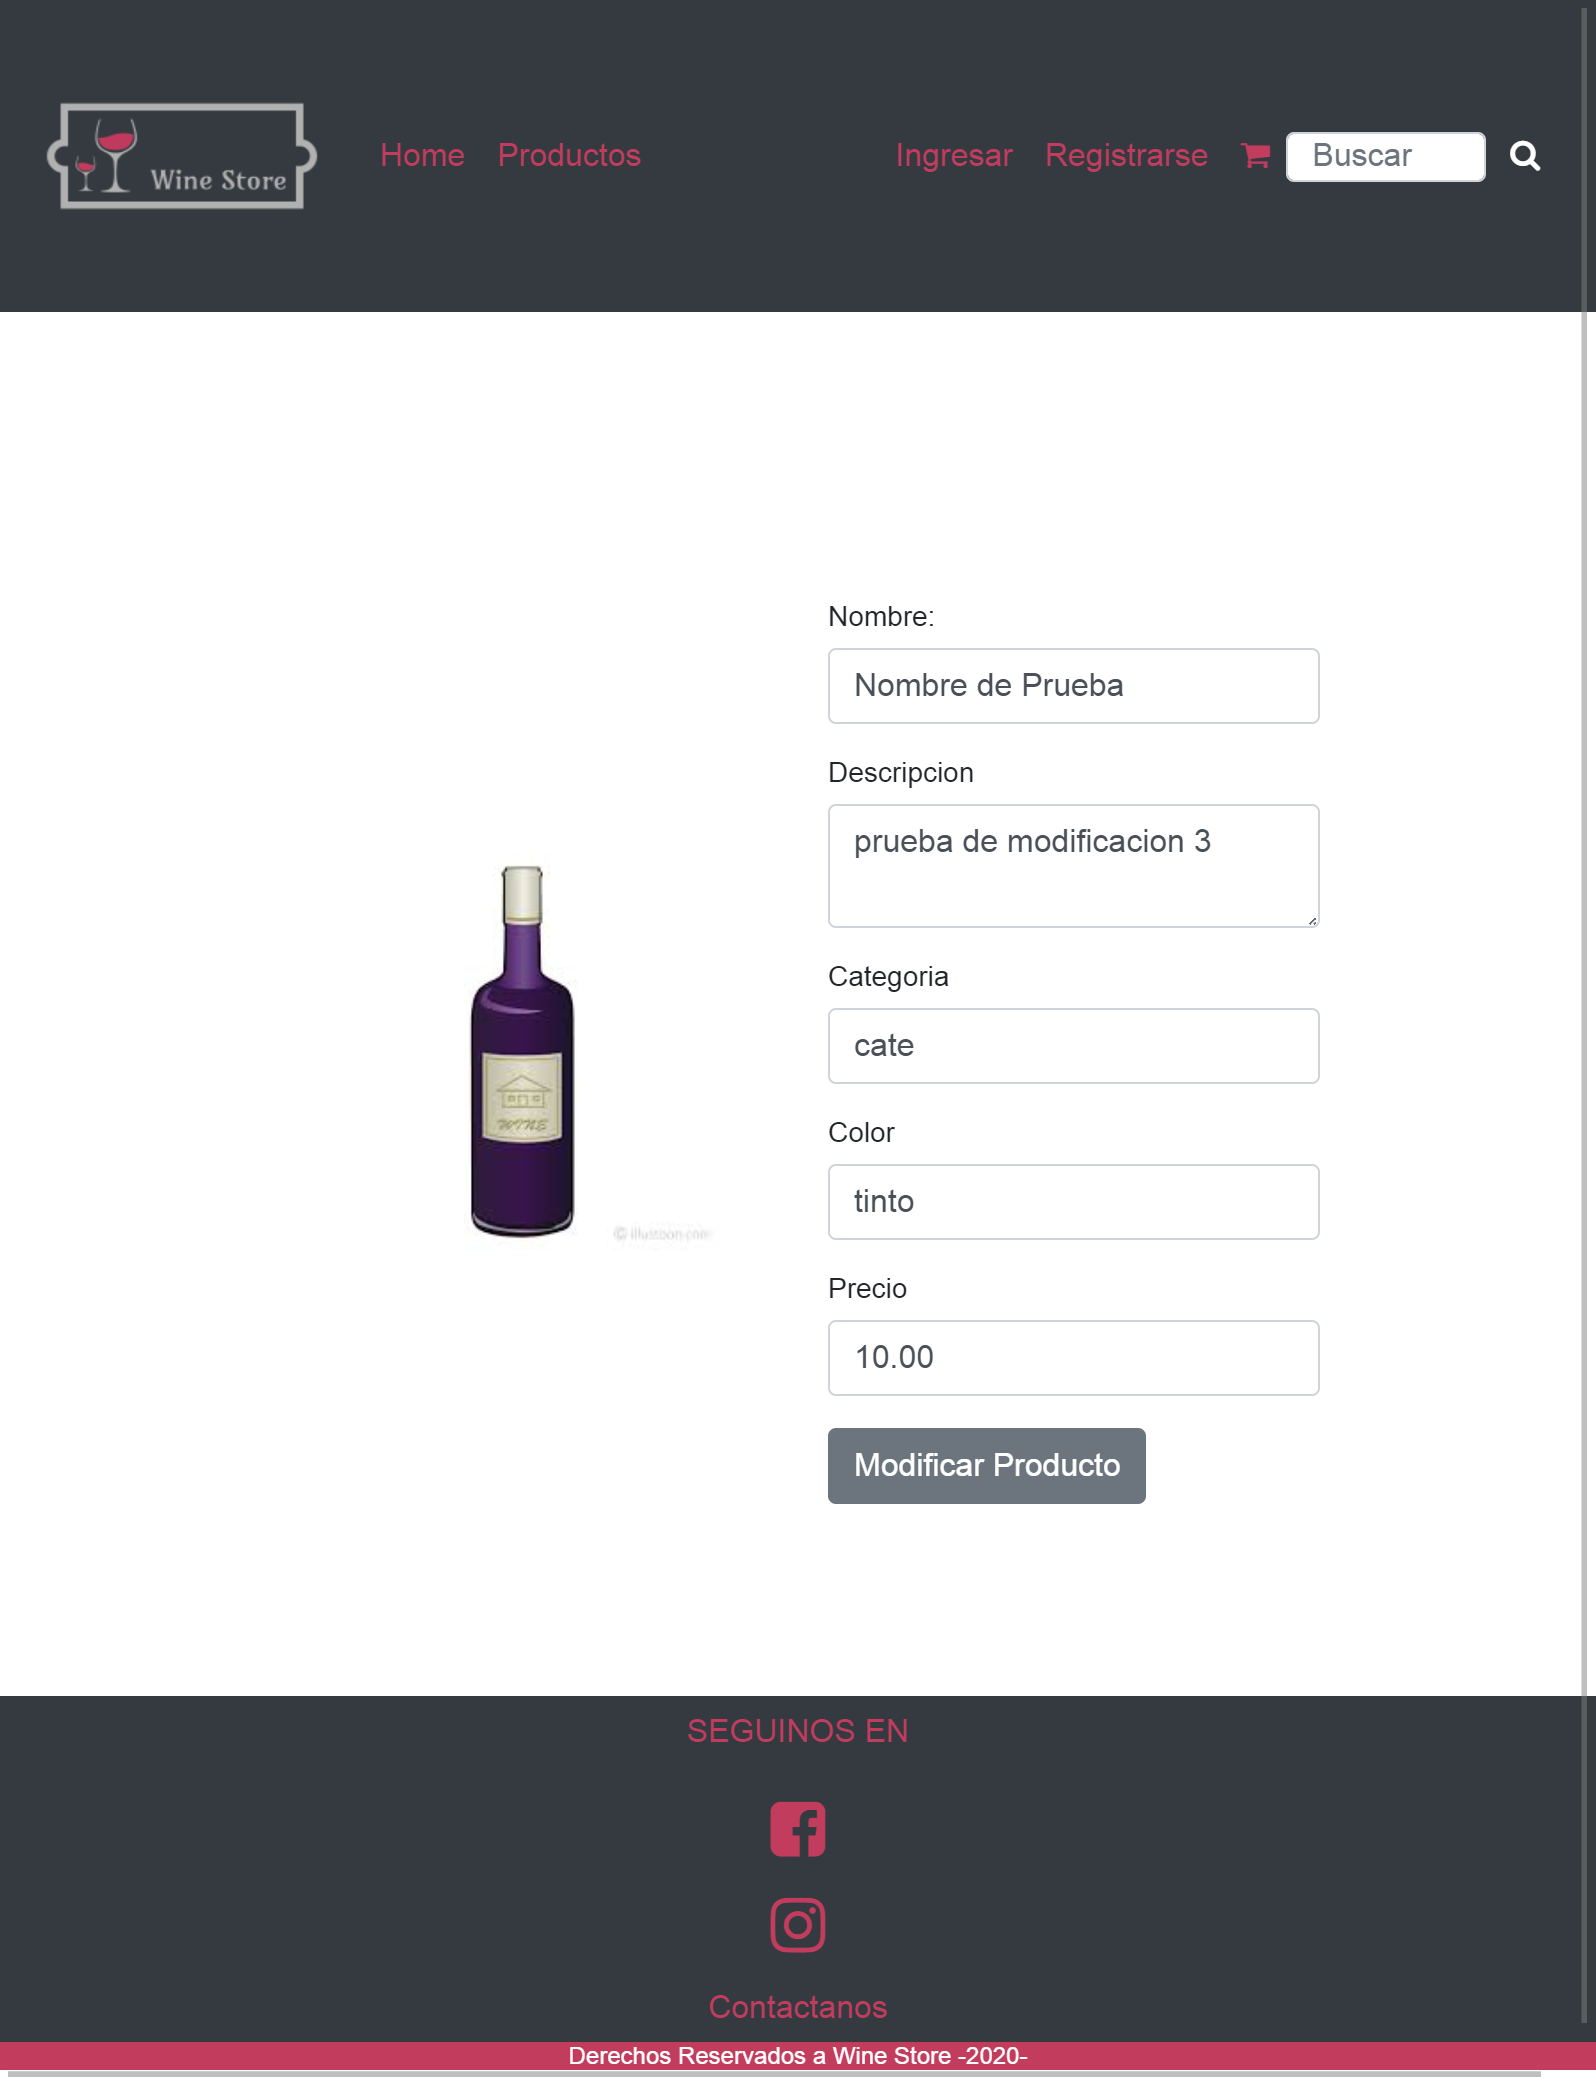 Wine Store
Home Productos Ingresar Registrarse Buscar
Nombre:
Nombre de Prueba
Descripcion
prueba de modificacion 3
Categoria
cate
WINE
Color
tinto
© illustoon.com
Precio
10.00
Modificar Producto
SEGUINOS EN
Contactanos
Derechos Reservados a Wine Store -2020-